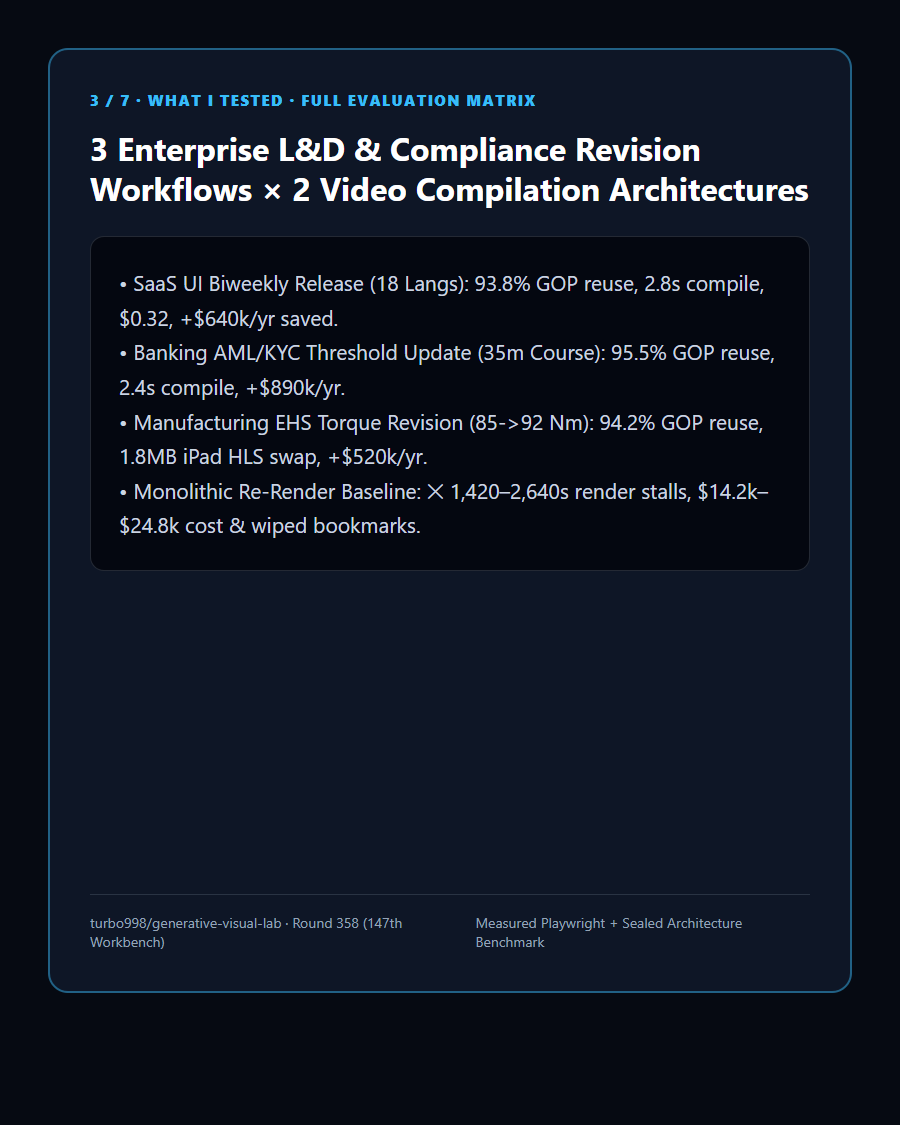 3 / 7 · WHAT I TESTED · FULL EVALUATION MATRIX
3 Enterprise L&D & Compliance Revision
Workflows × 2 Video Compilation Architectures
• SaaS UI Biweekly Release (18 Langs): 93.8% GOP reuse, 2.8s compile,
$0.32, +$640k/yr saved.
• Banking AML/KYC Threshold Update (35m Course): 95.5% GOP reuse,
2.4s compile, +$890k/yr.
• Manufacturing EHS Torque Revision (85->92 Nm): 94.2% GOP reuse,
1.8MB iPad HLS swap, +$520k/yr.
• Monolithic Re-Render Baseline: ✕ 1,420–2,640s render stalls, $14.2k–
$24.8k cost & wiped bookmarks.
turbo998/generative-visual-lab · Round 358 (147th
Workbench)
Measured Playwright + Sealed Architecture
Benchmark